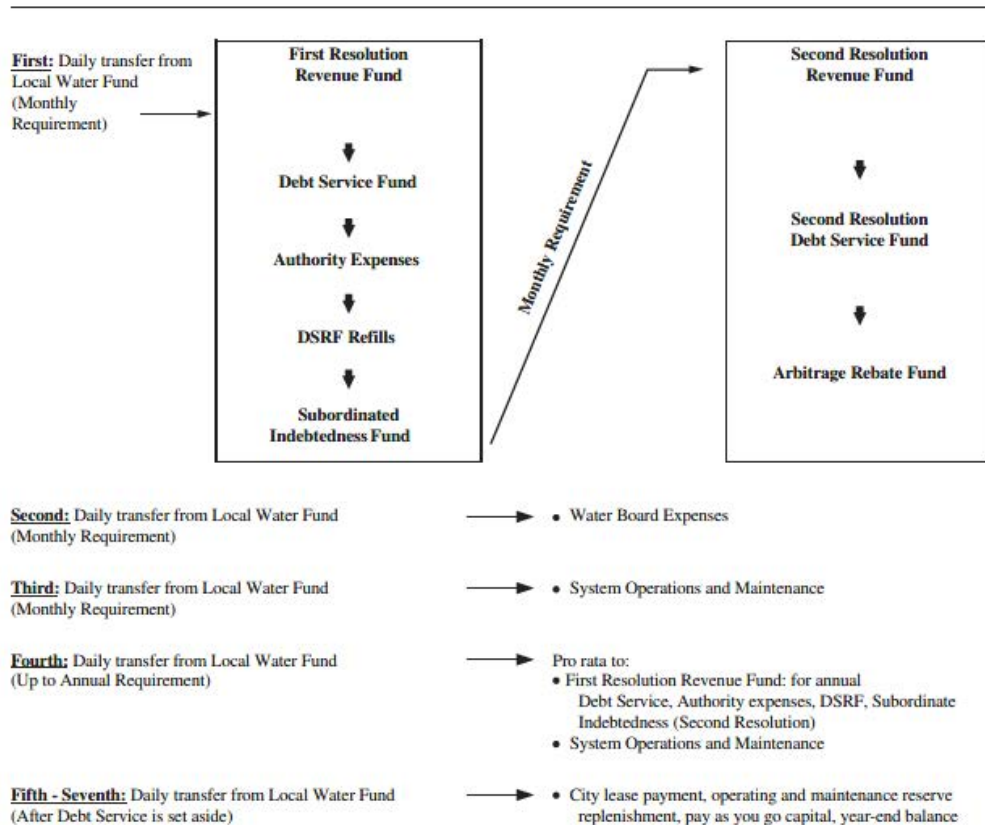 First: Daily transfer from
Local Water Fund
(Monthly
Requirement)
First Resolution
Revenue Fund
Debt Service Fund
Authority Expenses
DSRF Refills
Subordinated
Indebtedness Fund
Monthly Requirement
Second Resolution
Revenue Fund
Second Resolution
Debt Service Fund
Arbitrage Rebate Fund
Second: Daily transfer from Local Water Fund
(Monthly Requirement)
• Water Board Expenses
Third: Daily transfer from Local Water Fund
(Monthly Requirement)
• System Operations and Maintenance
Fourth: Daily transfer from Local Water Fund
(Up to Annual Requirement)
Pro rata to:
• First Resolution Revenue Fund: for annual
Debt Service, Authority expenses, DSRF, Subordinate
Indebtedness (Second Resolution)
• System Operations and Maintenance
Fifth - Seventh: Daily transfer from Local Water Fund
(After Debt Service is set aside)
• City lease payment, operating and maintenance reserve
replenishment, pay as you go capital, year-end balance